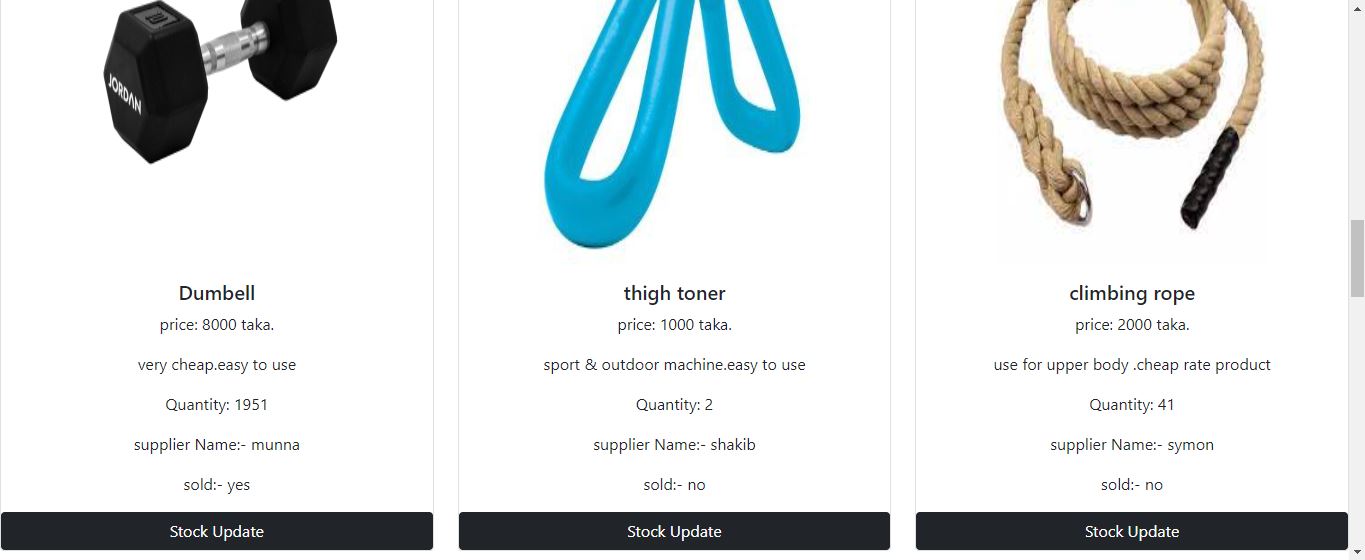 JORDAN
Dumbell
price: 8000 taka.
very cheap.easy to use
Quantity: 1951
supplier Name:- munna
sold:- yes
Stock Update
thigh toner
price: 1000 taka.
sport & outdoor machine.easy to use
Quantity: 2
supplier Name:- shakib
sold:- no
Stock Update
climbing rope
price: 2000 taka.
use for upper body .cheap rate product
Quantity: 41
supplier Name:- symon
sold:- no
Stock Update